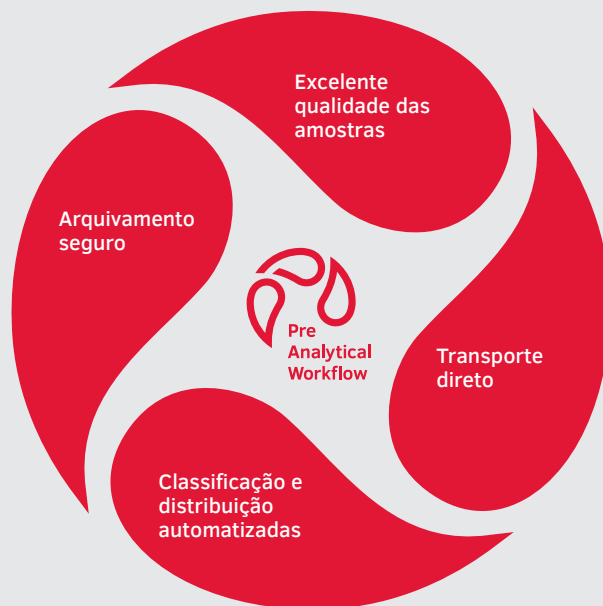 Excelente
qualidade das
amostras
Arquivamento
seguro
Pre
Analytical
Workflow
Transporte
direto
Classificação e
distribuição
automatizadas